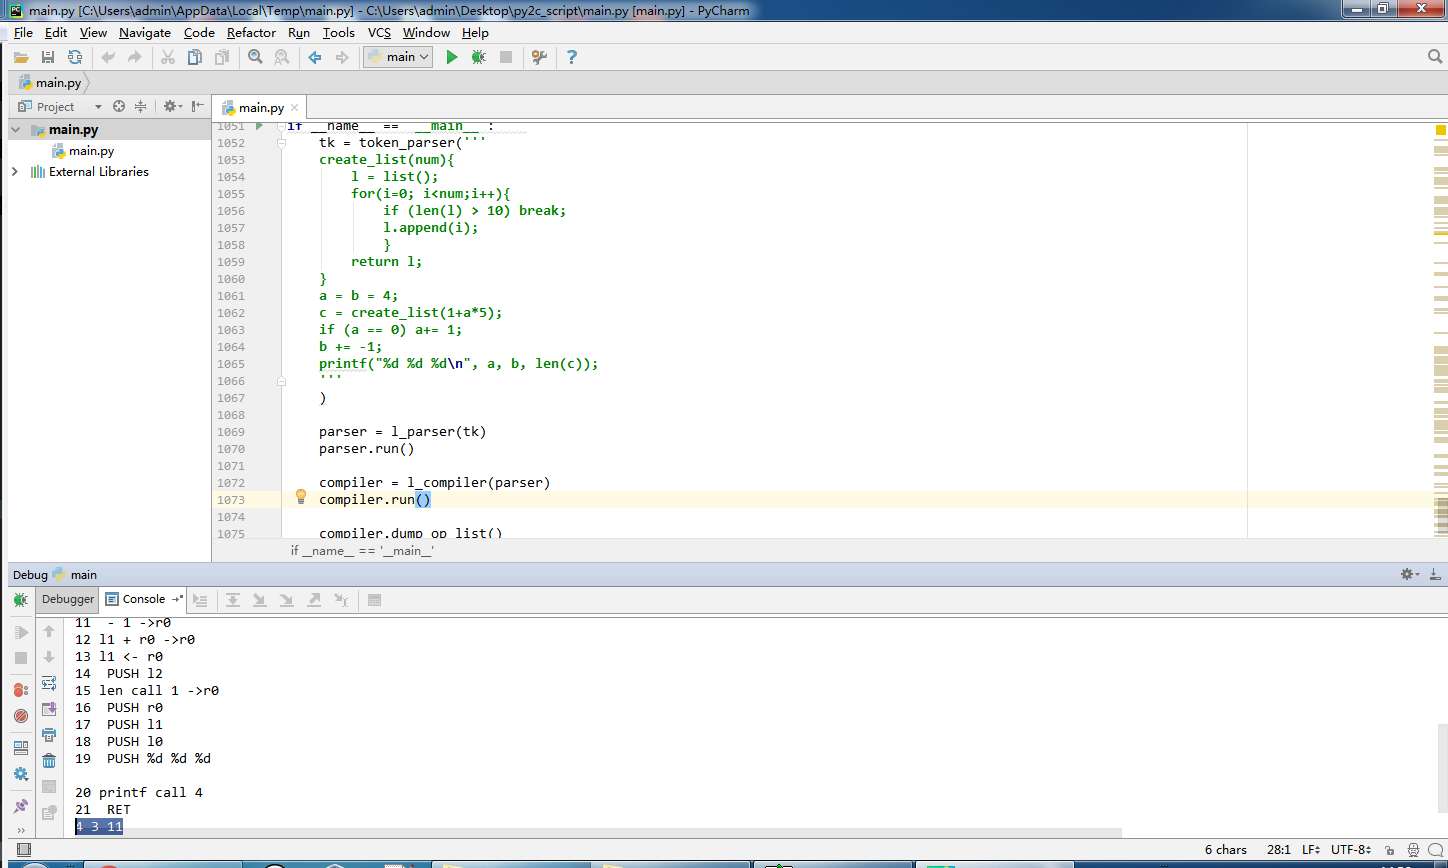 main.py [C:\Users\admin\AppData\Local\Temp\main.py] - C:\Users\admin\Desktop\py2c_script\main.py [main.py] - PyCharm
File Edit View Navigate Code Refactor Run Tools VCS Window Help
main
main.py
Project
main.py
main.py
main.py
External Libraries
1051 if __name__ == '__main__':
1052 tk = token_parser('''
1053 create_list(num){
1054 l = list();
1055 for(i=0; i<num;i++){
1056 if (len(l) > 10) break;
1057 l.append(i);
1058 }
1059 return l;
1060 }
1061 a = b = 4;
1062 c = create_list(1+a*5);
1063 if (a == 0) a+= 1;
1064 b += -1;
1065 printf("%d %d %d\n", a, b, len(c));
1066 '''
1067 )
1068
1069 parser = l_parser(tk)
1070 parser.run()
1071
1072 compiler = l_compiler(parser)
1073 compiler.run()
1074
1075 compiler.dump_op_list()
if __name__ == '__main__'
Debug main
Debugger Console
11  - 1 ->r0
12 l1 + r0 ->r0
13 l1 <- r0
14  PUSH l2
15 len call 1 ->r0
16  PUSH r0
17  PUSH l1
18  PUSH l0
19  PUSH %d %d %d
20 printf call 4
21  RET
4 3 11
6 chars 28:1 LF UTF-8